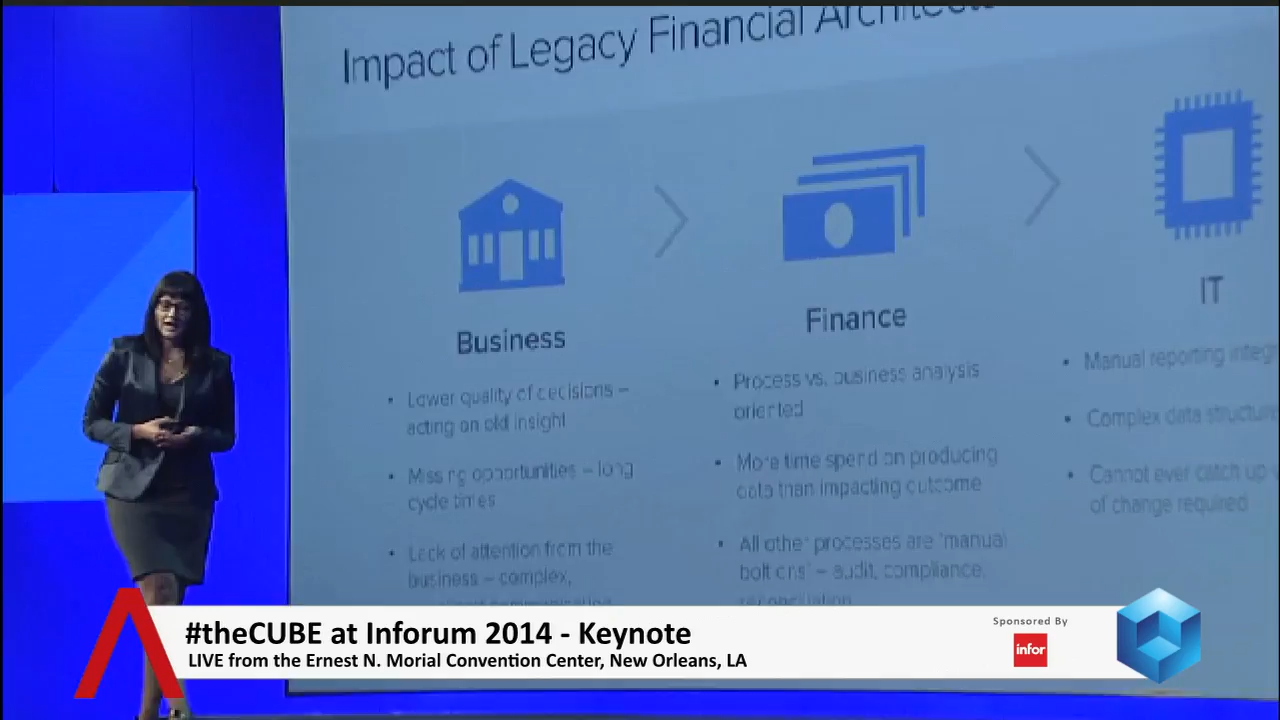 Impact of Legacy Financial
Business
Finance
IT
• Lower quality of decisions –
acting on old insight
• Missing opportunities – long
cycle times
• Lack of attention from the
business – complex,
• Process vs. business analysis
oriented
• More time spend on producing
data than impacting outcome
• All other processes are 'manual
bolt ons' – audit, compliance,
reconciliation
• Manual reporting
• Complex data
• Cannot ever catch up
of change required
#theCUBE at Inforum 2014 - Keynote
LIVE from the Ernest N. Morial Convention Center, New Orleans, LA
Sponsored By
infor